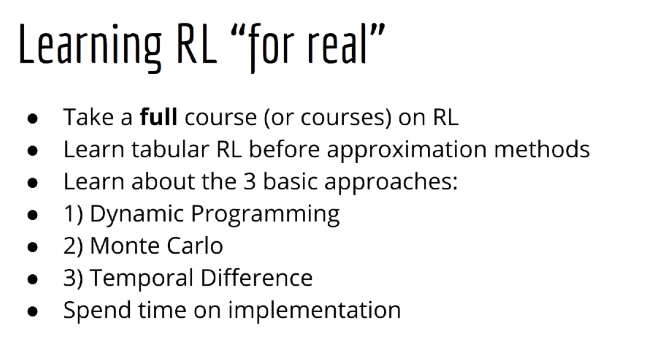 Learning RL “for real”
● Take a full course (or courses) on RL
● Learn tabular RL before approximation methods
● Learn about the 3 basic approaches:
● 1) Dynamic Programming
● 2) Monte Carlo
● 3) Temporal Difference
● Spend time on implementation